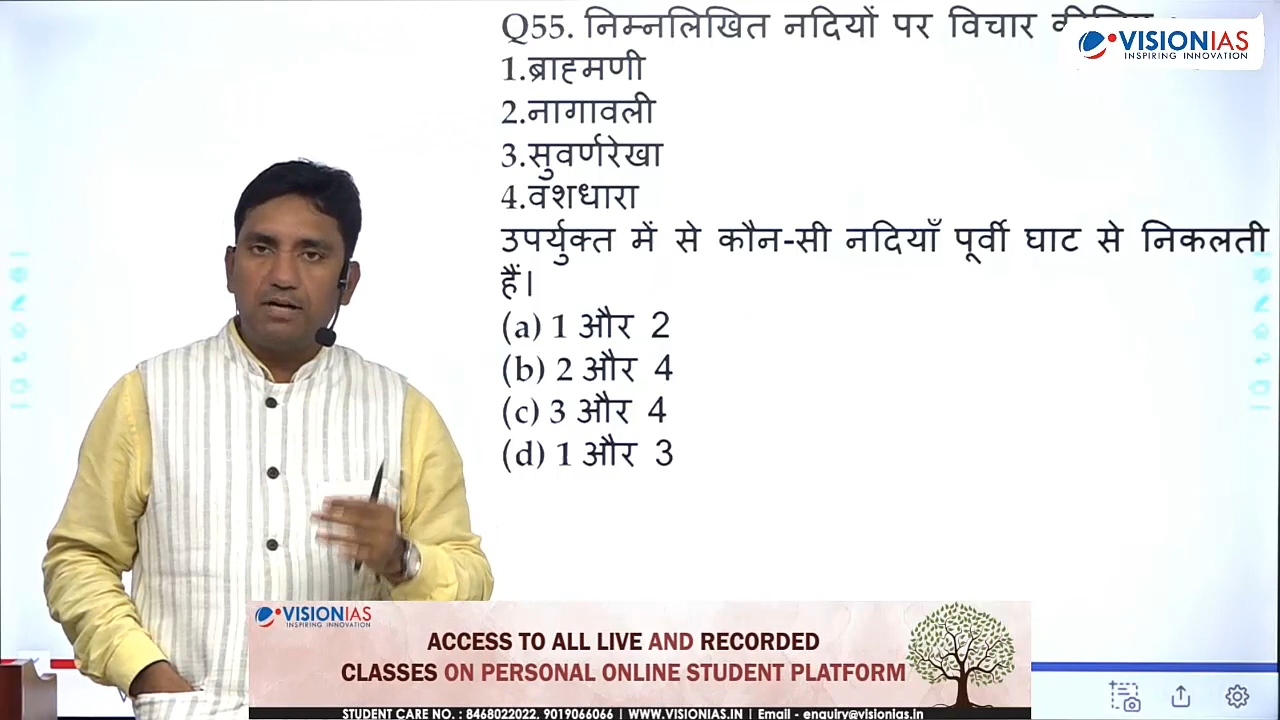 Q55. निम्नलिखित नदियों पर विचार
VISIONIAS
INSPIRING INNOVATION
1.ब्राह्मणी
2.नागावली
3.सुवर्णरेखा
4.वशधारा
उपर्युक्त में से कौन-सी नदियाँ पूर्वी घाट से निकलती
हैं।
(a) 1 और 2
(b) 2 और 4
(c) 3 और 4
(d) 1 और 3
VISIONIAS
INSPIRING INNOVATION
ACCESS TO ALL LIVE AND RECORDED
CLASSES ON PERSONAL ONLINE STUDENT PLATFORM
STUDENT CARE NO. : 8468022022, 9019066066 | WWW.VISIONIAS.IN | Email - enquiry@visionias.in